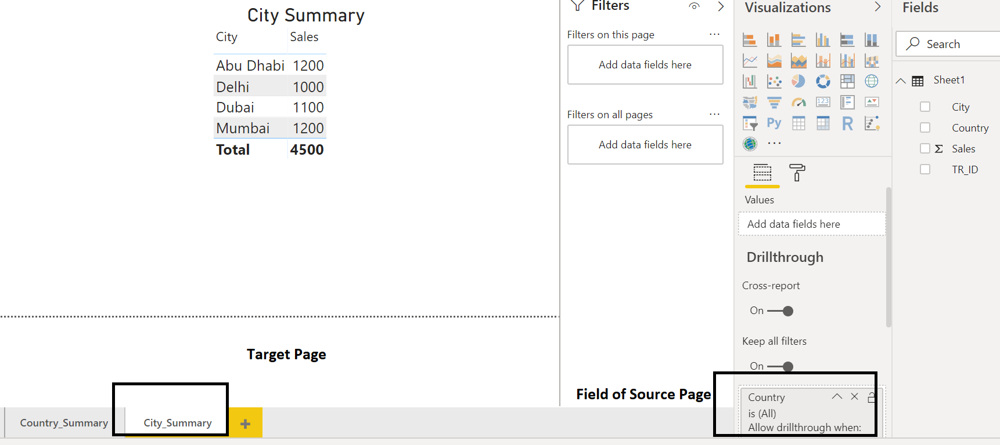 City Summary
City Sales
Abu Dhabi 1200
Delhi 1000
Dubai 1100
Mumbai 1200
Total 4500
Target Page
Country_Summary City_Summary +
Filters
Filters on this page ...
Add data fields here
Filters on all pages ...
Add data fields here
Field of Source Page
Visualizations
123
Py R
...
Values
Add data fields here
Drillthrough
Cross-report
On
Keep all filters
On
Country
is (All)
Allow drillthrough when:
Fields
Search
Sheet1
City
Country
Σ Sales
TR_ID